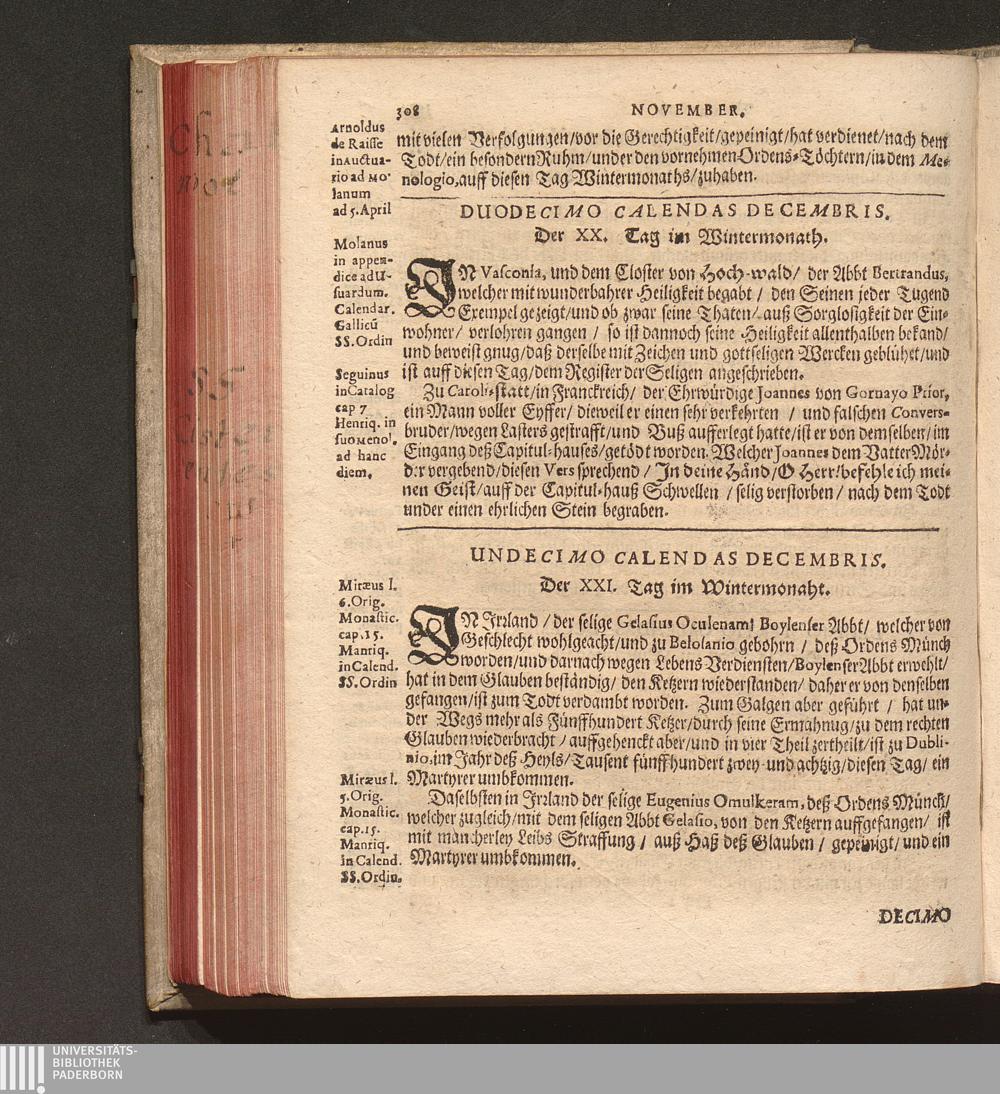 308 NOVEMBER.
Arnoldus
de Raisse
in Auctua-
rio ad Mo-
lanum
ad 5. April
mit vielen Verfolgungen/vor die Gerechtigkeit/gepeinigt/hat verdienet/nach dem
Todt/ein besondern Ruhm/under den vornehmen Ordens-Töchtern/in dem Me-
nologio, auff diesen Tag Wintermonaths/zuhaben.
DUODECIMO CALENDAS DECEMBRIS.
Der XX. Tag im Wintermonath.
Molanus
in appen-
dice ad U-
suardum.
Calendar.
Gallicũ
SS. Ordin
IN Vasconia, und dem Closter von Hoch-wald/ der Abbt Bertrandus,
welcher mit wunderbahrer Heiligkeit begabt / den Seinen jeder Tugend
Exempel gezeigt/und ob zwar seine Thaten/ auß Sorglosigkeit der Ein-
wohner/ verlohren gangen / so ist dannoch seine Heiligkeit allenthalben bekand/
und beweist gnug/daß derselbe mit Zeichen und gottseligen Wercken geblühet/und
ist auff diesen Tag/dem Register der Seligen angeschrieben.
Seguinus
in Catalog
cap 7
Henriq. in
suo Menol.
ad hanc
diem.
Zu Caroli-statt/in Franckreich/ der Ehrwürdige Joannes von Gornayo Prior,
ein Mann voller Eyffer/ dieweil er einen sehr verkehrten / und falschen Convers-
bruder/wegen Lasters gestrafft/und Buß aufferlegt hatte/ist er von demselben/im
Eingang deß Capitul-hauses/getödt worden. Welcher Joannes dem Vatter Mör-
der vergebend/diesen Vers sprechend / In deine Händ/O Herr! befehle ich mei-
nen Geist/auff der Capitul-hauß Schwellen / selig verstorben / nach dem Todt
under einen ehrlichen Stein begraben.
UNDECIMO CALENDAS DECEMBRIS.
Der XXI. Tag im Wintermonaht.
Miræus l.
6. Orig.
Monastic.
cap. 15.
Manriq.
in Calend.
SS. Ordin
IN Irrland / der selige Gelasius Oculenam! Boylenser Abbt/ welcher von
Geschlecht wohlgeacht/und zu Belolanio gebohrn / deß Ordens Münch
worden/und darnach wegen Lebens Verdiensten/Boylenser Abbt erwehlt/
hat in dem Glauben beständig/ den Ketzern wiederstanden/ daher er von denselben
gefangen/ist zum Todt verdambt worden. Zum Galgen aber geführt / hat un-
der Wegs mehr als Fünffhundert Ketzer/durch seine Ermahnug/zu dem rechten
Glauben wiederbracht / auffgehenckt aber/und in vier Theil zertheilt/ist zu Dubli-
nio, im Jahr deß Heyls/Tausent fünffhundert zwey-und achtzig/diesen Tag/ ein
Martyrer umbkommen.
Miræus l.
5. Orig.
Monastic.
cap. 15.
Manriq.
in Calend.
SS. Ordin.
Daselbsten in Irrland der selige Eugenius Omulkeram, deß Ordens Münch/
welcher zugleich/mit dem seligen Abbt Gelasio, von den Ketzern auffgefangen/ ist
mit mancherley Leibs Straffung / auß Haß deß Glauben / gepeinigt/ und ein
Martyrer umbkommen.
DECIMO
UNIVERSITÄTS-
BIBLIOTHEK
PADERBORN